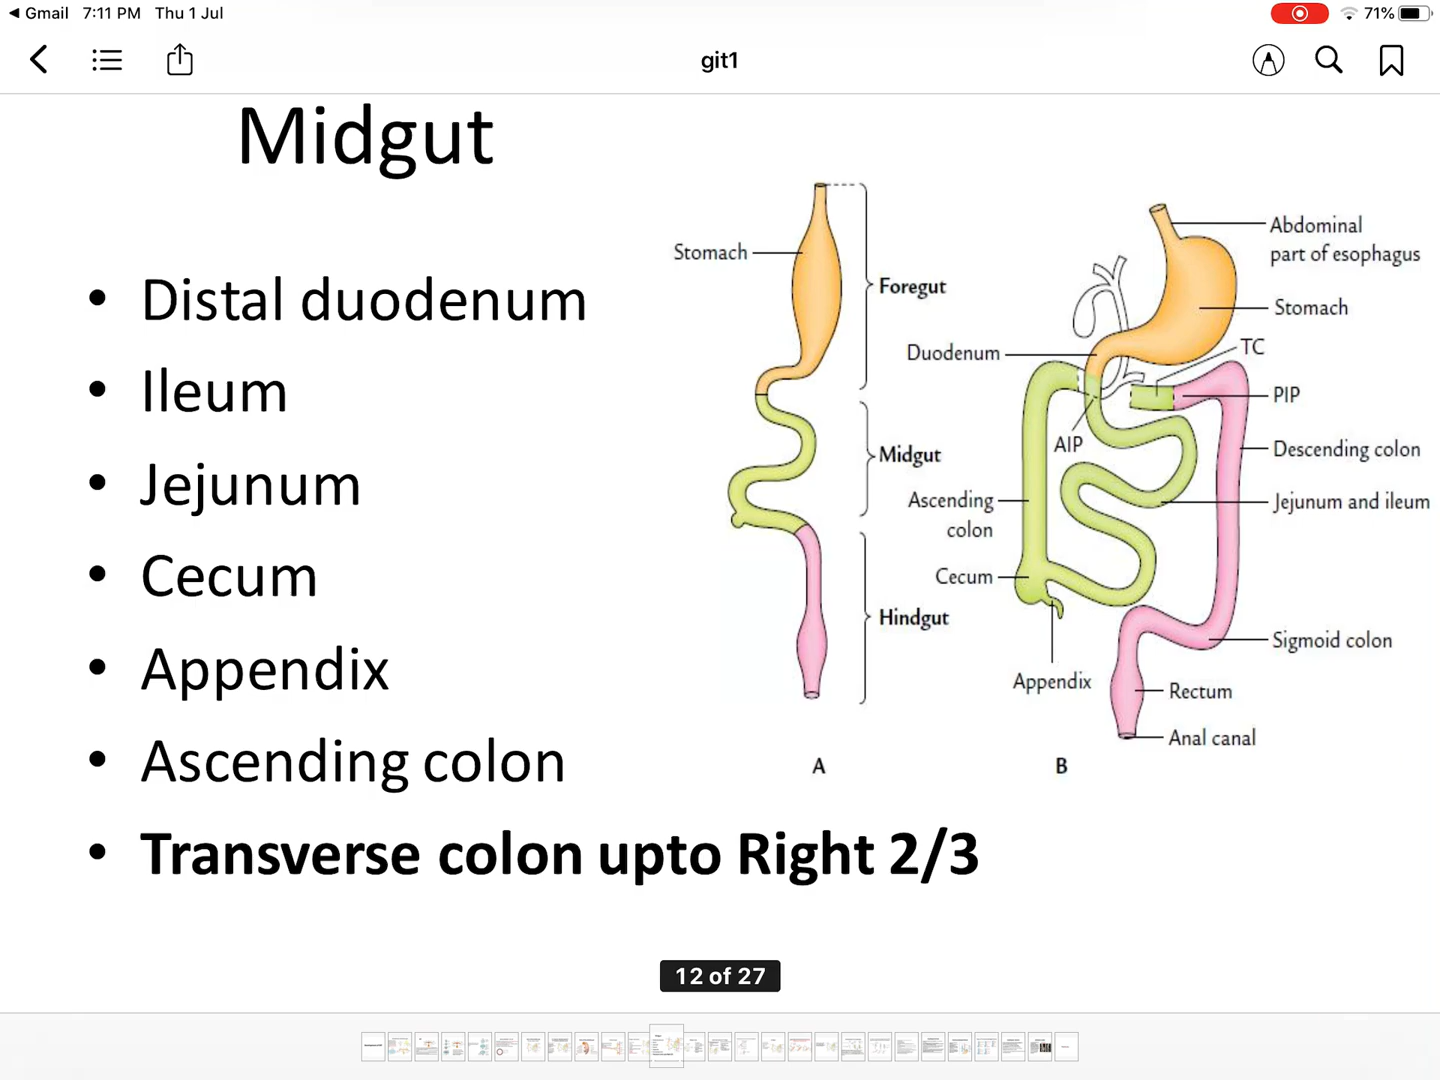 Gmail 7:11 PM Thu 1 Jul 71%
git1
Midgut
• Distal duodenum
• Ileum
• Jejunum
• Cecum
• Appendix
• Ascending colon
• Transverse colon upto Right 2/3
Stomach
Foregut
Midgut
Hindgut
A
Abdominal
part of esophagus
Stomach
Duodenum
TC
PIP
AIP
Descending colon
Ascending
colon
Jejunum and ileum
Cecum
Sigmoid colon
Appendix
Rectum
Anal canal
B
12 of 27